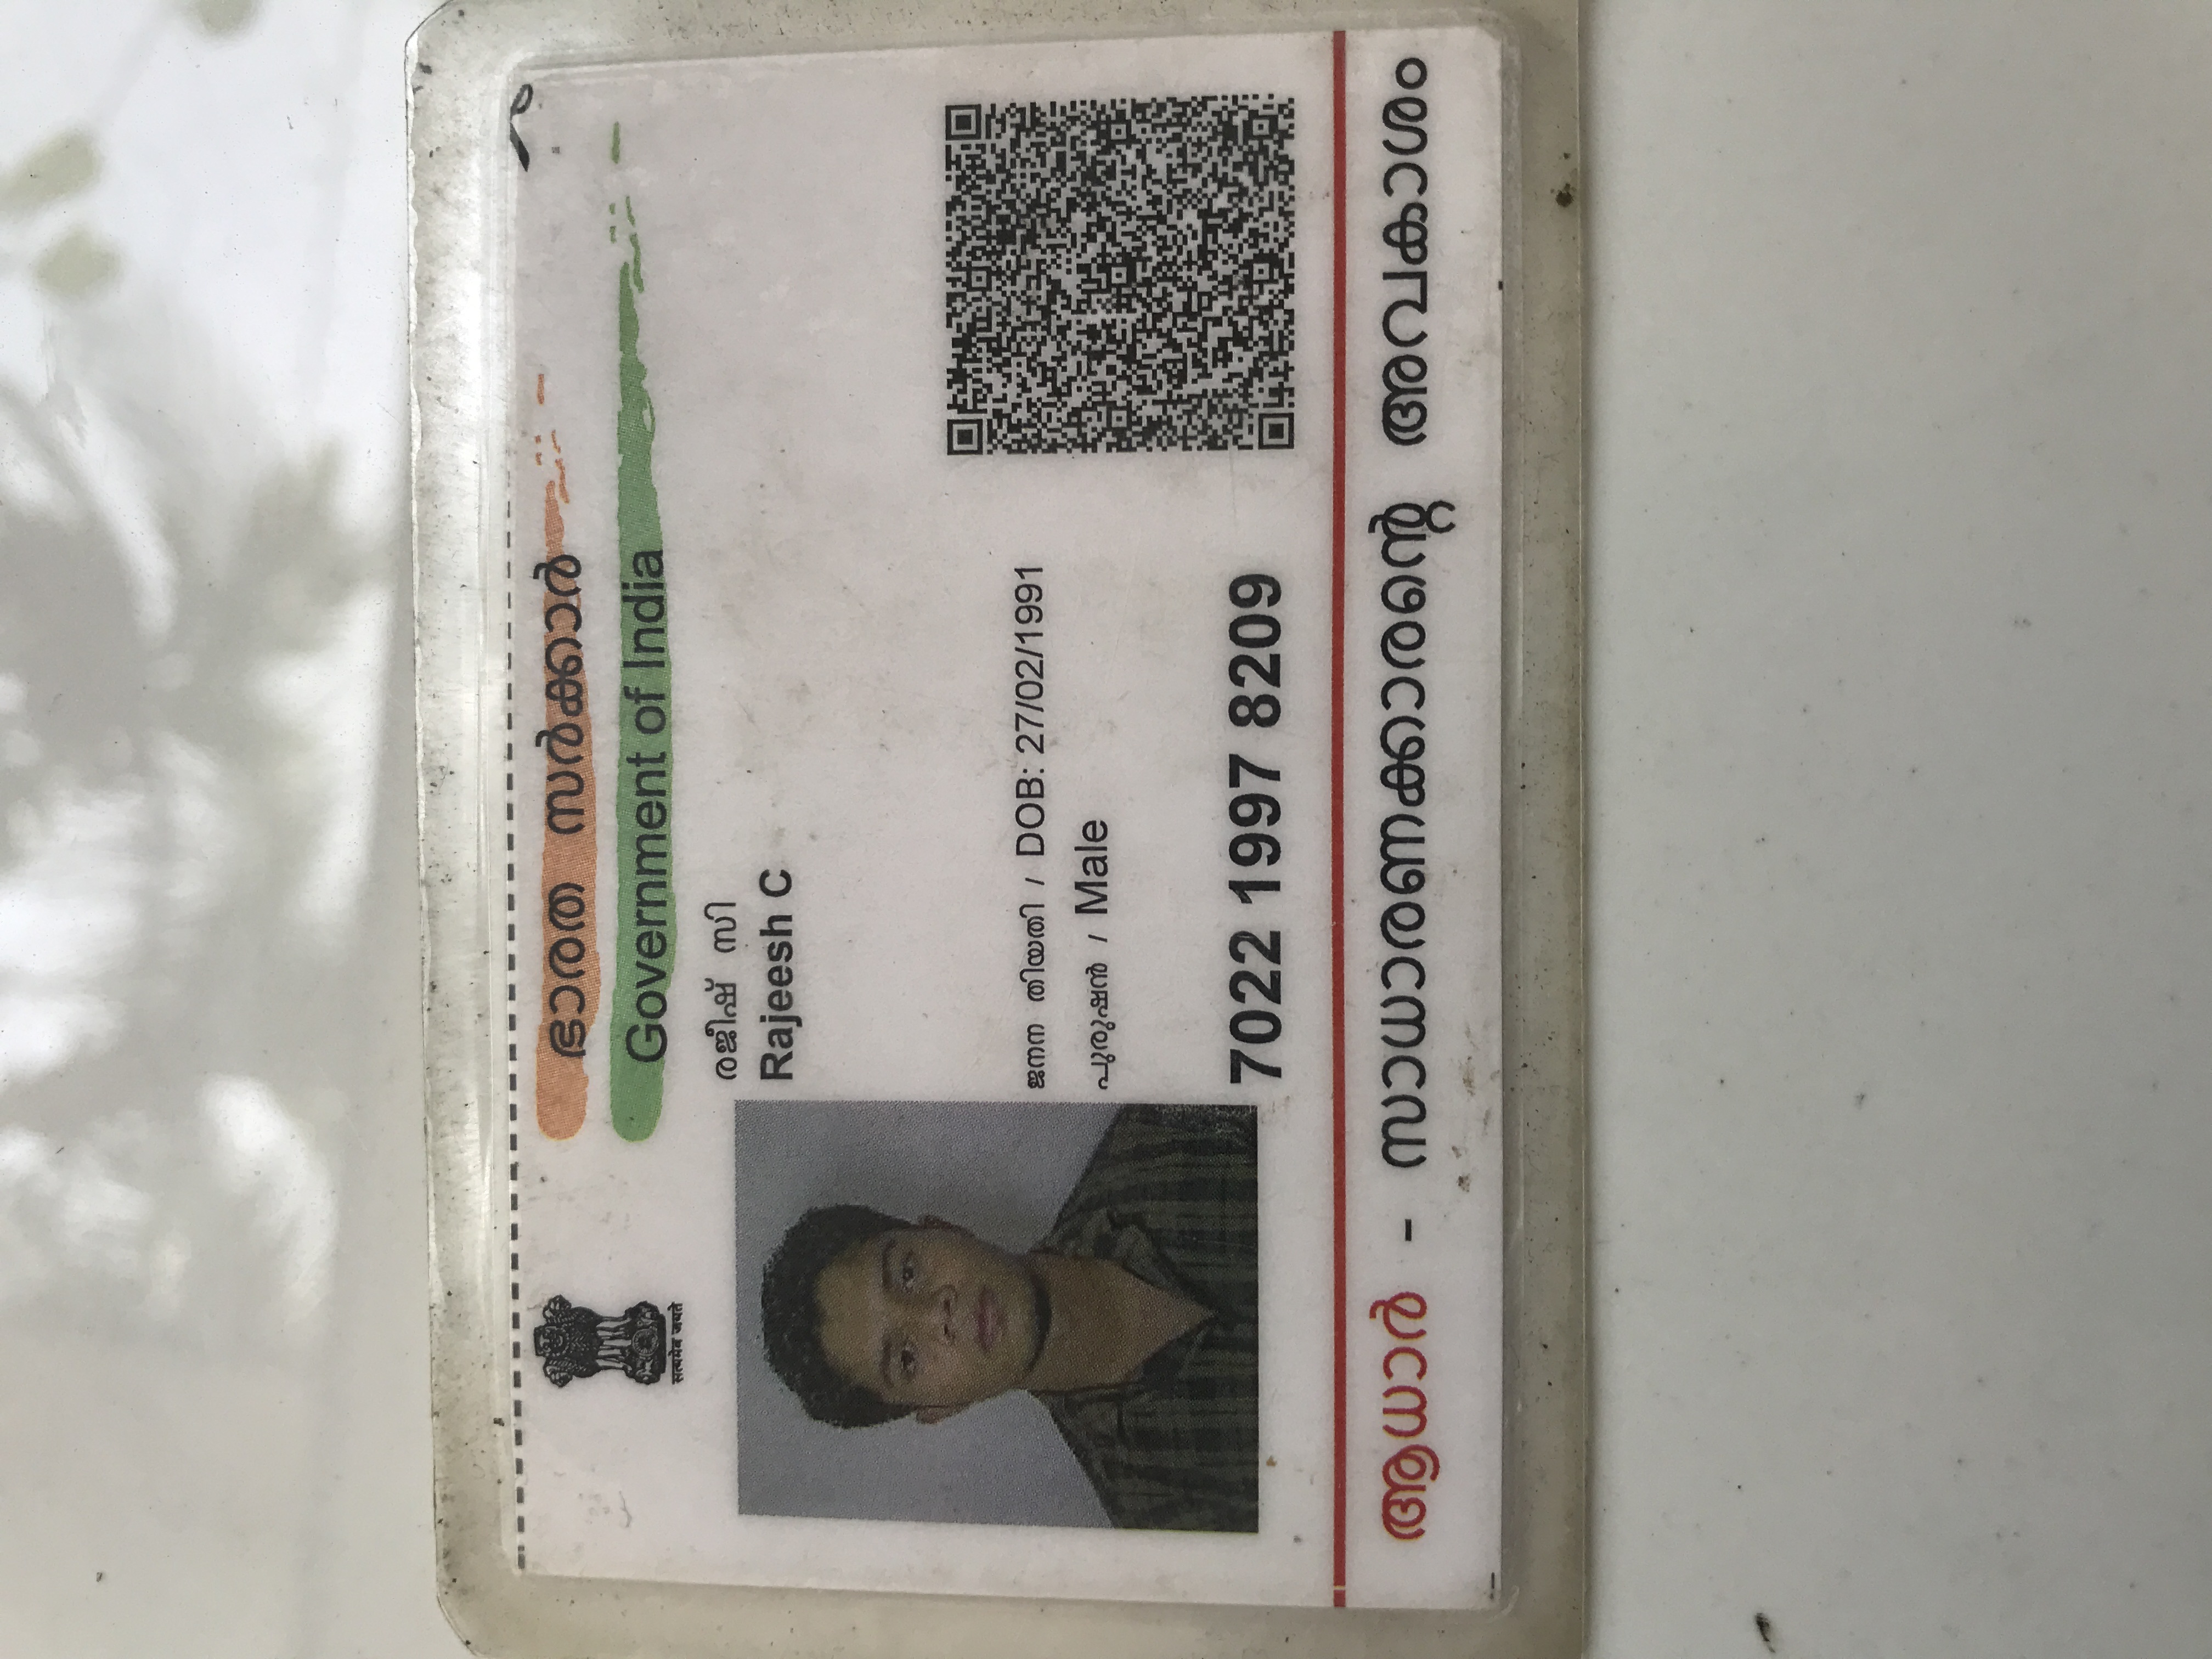 ഭാരത സർക്കാർ
Government of India
सत्यमेव जयते
രജീഷ് സി
Rajeesh C
ജനന തിയതി / DOB: 27/02/1991
പുരുഷൻ / Male
7022 1997 8209
ആധാർ - സാധാരണക്കാരന്റെ അവകാശം